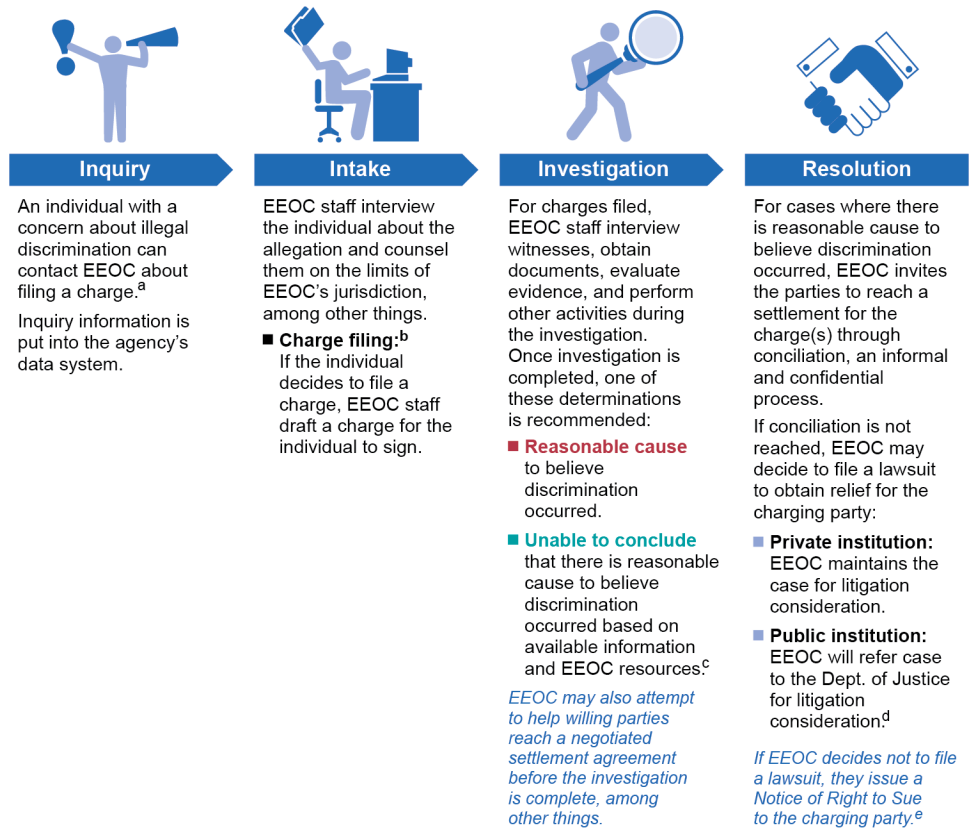 Inquiry
An individual with a
concern about illegal
discrimination can
contact EEOC about
filing a charge.a
Inquiry information is
put into the agency's
data system.
Intake
EEOC staff interview
the individual about the
allegation and counsel
them on the limits of
EEOC's jurisdiction,
among other things.
■ Charge filing:b
If the individual
decides to file a
charge, EEOC staff
draft a charge for the
individual to sign.
Investigation
For charges filed,
EEOC staff interview
witnesses, obtain
documents, evaluate
evidence, and perform
other activities during
the investigation.
Once investigation is
completed, one of
these determinations
is recommended:
■ Reasonable cause
to believe
discrimination
occurred.
■ Unable to conclude
that there is reasonable
cause to believe
discrimination
occurred based on
available information
and EEOC resources.c
EEOC may also attempt
to help willing parties
reach a negotiated
settlement agreement
before the investigation
is complete, among
other things.
Resolution
For cases where there
is reasonable cause to
believe discrimination
occurred, EEOC invites
the parties to reach a
settlement for the
charge(s) through
conciliation, an informal
and confidential
process.
If conciliation is not
reached, EEOC may
decide to file a lawsuit
to obtain relief for the
charging party:
■ Private institution:
EEOC maintains the
case for litigation
consideration.
■ Public institution:
EEOC will refer case
to the Dept. of Justice
for litigation
consideration.d
If EEOC decides not to file
a lawsuit, they issue a
Notice of Right to Sue
to the charging party.e